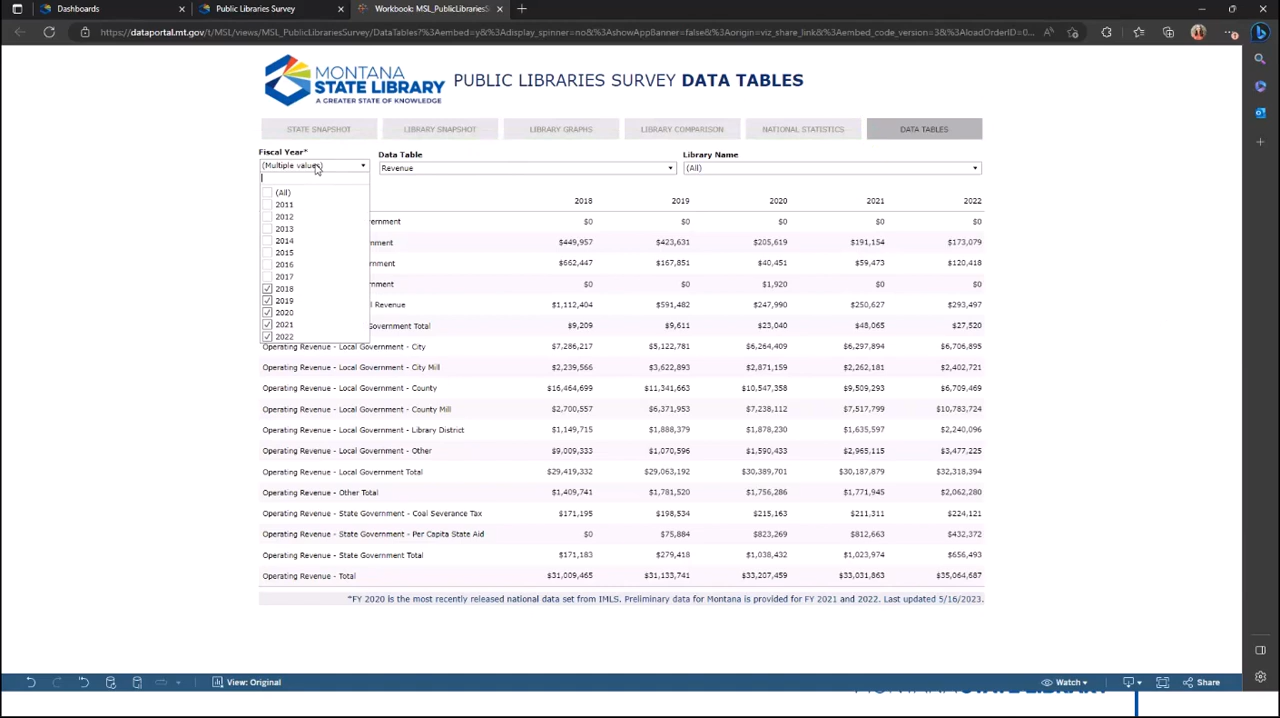 Dashboards
Public Libraries Survey
Workbook: MSL_PublicLibrariesS
https://dataportal.mt.gov/t/MSL/views/MSL_PublicLibrariesSurvey/DataTables?%3Aembed=y&%3Adisplay_spinner=no&%3AshowAppBanner=false&%3Aorigin=viz_share_link&%3Aembed_code_version=3&%3AloadOrderID=0...
MONTANA
STATE LIBRARY
A GREATER STATE OF KNOWLEDGE
PUBLIC LIBRARIES SURVEY DATA TABLES
STATE SNAPSHOT LIBRARY SNAPSHOT LIBRARY GRAPHS LIBRARY COMPARISON NATIONAL STATISTICS DATA TABLES
Fiscal Year* Data Table Library Name
(Multiple values) Revenue (All)
(All)
2011
2012
2013
2014
2015
2016
2017
2018
2019
2020
2021
2022
2018 2019 2020 2021 2022
ernment $0 $0 $0 $0 $0
nment $449,957 $423,631 $205,619 $191,154 $173,079
ment $662,447 $167,851 $40,451 $59,473 $120,418
nment $0 $0 $1,920 $0 $0
l Revenue $1,112,404 $591,482 $247,990 $250,627 $293,497
Government Total $9,209 $9,611 $23,040 $48,065 $27,520
Operating Revenue - Local Government - City $7,286,217 $5,122,781 $6,264,409 $6,297,894 $6,706,895
Operating Revenue - Local Government - City Mill $2,239,566 $3,622,893 $2,871,159 $2,262,181 $2,402,721
Operating Revenue - Local Government - County $16,464,699 $11,341,663 $10,547,358 $9,509,293 $6,709,469
Operating Revenue - Local Government - County Mill $2,700,557 $6,371,953 $7,238,112 $7,517,799 $10,783,724
Operating Revenue - Local Government - Library District $1,149,715 $1,888,379 $1,878,230 $1,635,597 $2,240,096
Operating Revenue - Local Government - Other $9,009,333 $1,070,596 $1,590,433 $2,965,115 $3,477,225
Operating Revenue - Local Government Total $29,419,332 $29,063,192 $30,389,701 $30,187,879 $32,318,394
Operating Revenue - Other Total $1,409,741 $1,781,520 $1,756,286 $1,771,945 $2,062,280
Operating Revenue - State Government - Coal Severance Tax $171,195 $198,534 $215,163 $211,311 $224,121
Operating Revenue - State Government - Per Capita State Aid $0 $75,884 $823,269 $812,663 $432,372
Operating Revenue - State Government Total $171,183 $279,418 $1,038,432 $1,023,974 $656,493
Operating Revenue - Total $31,009,465 $31,133,741 $33,207,459 $33,031,863 $35,064,687
*FY 2020 is the most recently released national data set from IMLS. Preliminary data for Montana is provided for FY 2021 and 2022. Last updated 5/16/2023.
View: Original
Watch
Share